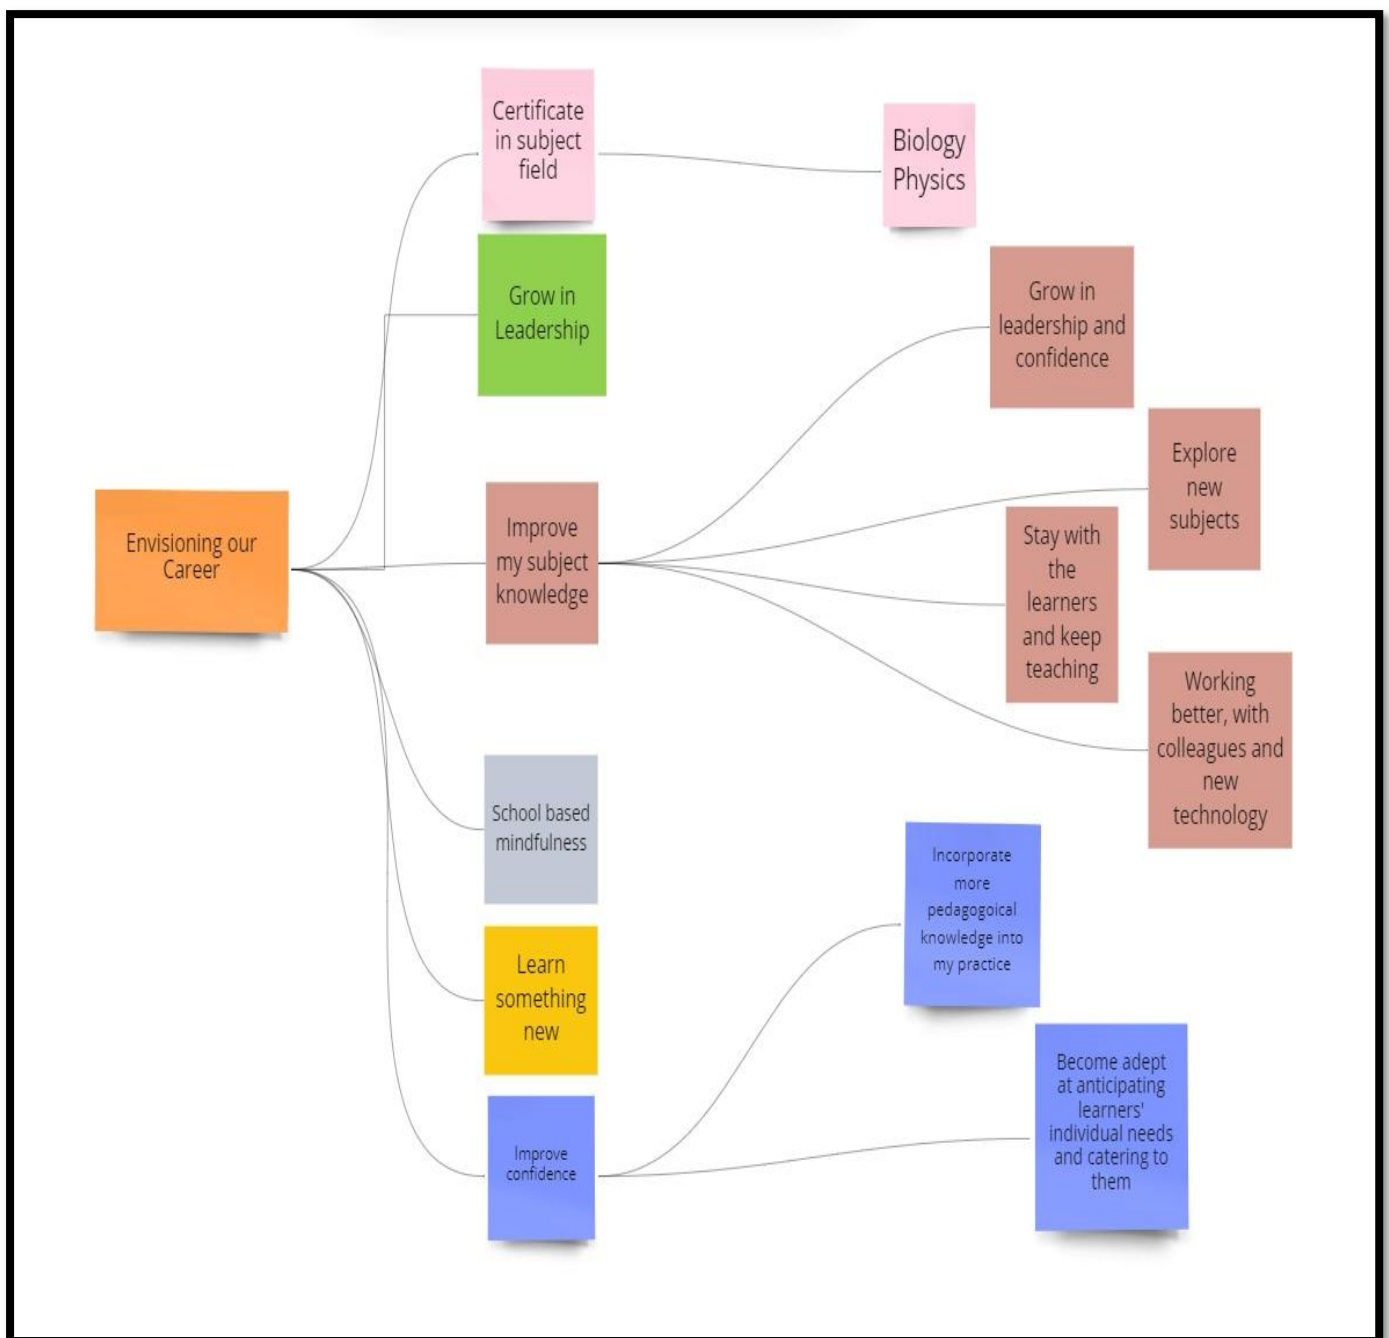 Certificate
in subject
field
Biology
Physics
Grow in
Leadership
Grow in
leadership and
confidence
Envisioning our
Career
Improve
my subject
knowledge
Explore
new
subjects
Stay with
the
learners
and keep
teaching
Working
better, with
colleagues and
new
technology
School based
mindfulness
Learn
something
new
Improve
confidence
Incorporate
more
pedagogoical
knowledge into
my practice
Become adept
at anticipating
learners'
individual needs
and catering to
them